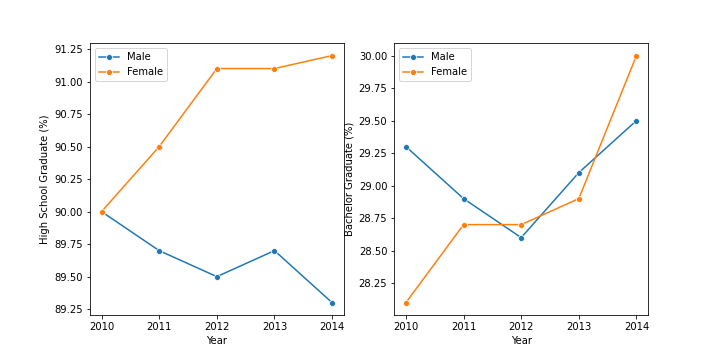 High School Graduate (%)
91.25
91.00
90.75
90.50
90.25
90.00
89.75
89.50
89.25
Male
Female
2010 2011 2012 2013 2014
Year
Bachelor Graduate (%)
30.00
29.75
29.50
29.25
29.00
28.75
28.50
28.25
Male
Female
2010 2011 2012 2013 2014
Year